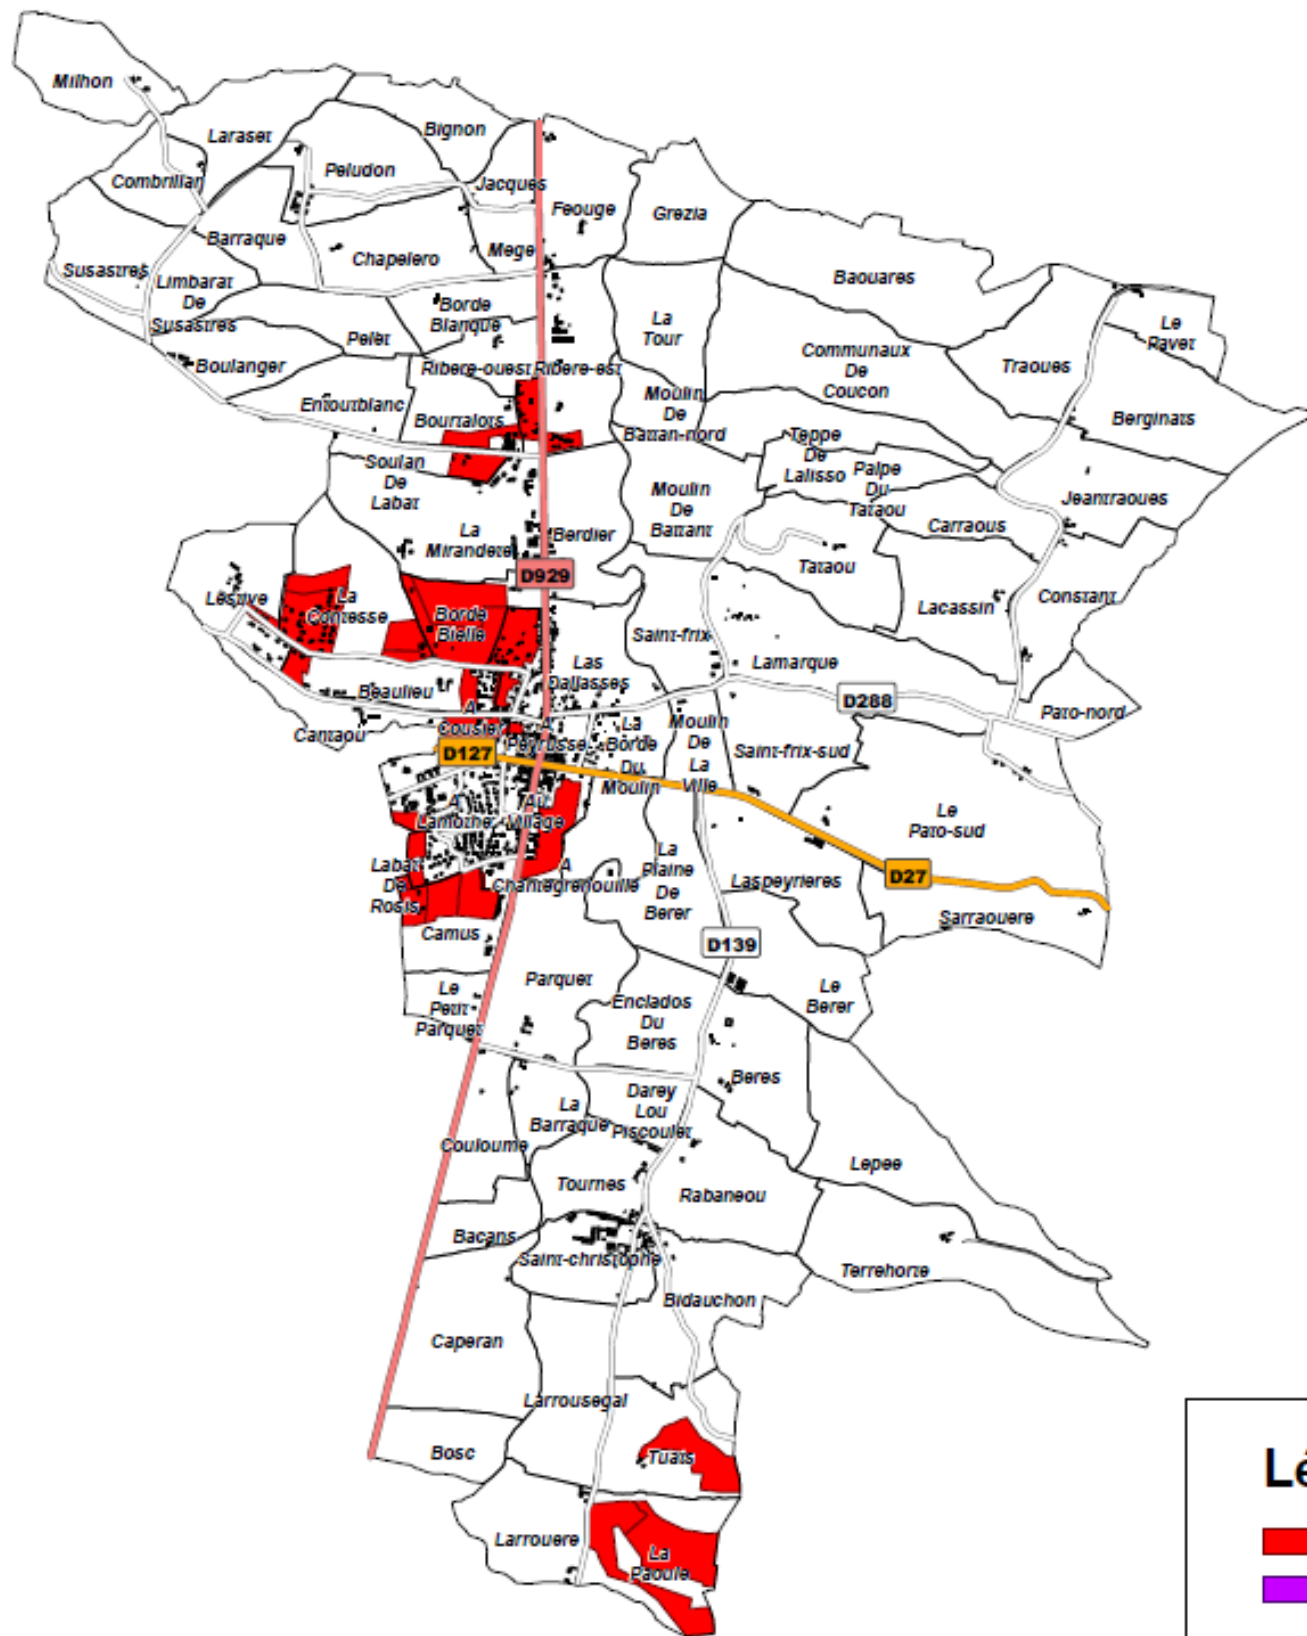 Milhon
Bignon
Laraset
Peludon
Combrillan
Jacques
Feouge
Grezia
Barraque
Mege
Chapelero
Susastres
Limbarat
De
Susastres
Baouares
Borde
Blanque
La
Tour
Le
Pavet
Pelet
Boulanger
Communaux
De
Coucon
Traoues
Ribere-ouest
Ribere-est
Entoutblanc
Bourtalots
Moulin
De
Battan-nord
Berginats
Teppe
De
Lalisso
Soulan
De
Labat
Palpe
Du
Tataou
Moulin
De
Battant
Jeantraoues
Carraous
La
Mirandete
Berdier
Tataou
D929
Lestive
La
Contesse
Borde
Bielle
Lacassin
Constant
Saint-frix
Las
Dallasses
Lamarque
Beaulieu
D288
Pato-nord
A
Cousier
Cantaou
A
Peyrusse
La
Borde
Du
Moulin
Moulin
De
La
Ville
Saint-frix-sud
D127
A
Lamothe
Au
Village
Le
Pato-sud
Labat
De
Rosis
A
Chantegrenouille
La
Plaine
De
Berer
Laspeyrieres
D27
Sarraouere
Camus
D139
Parquet
Le
Petit
Parquet
Le
Berer
Enclados
Du
Beres
Beres
La
Barraque
Darey
Lou
Piscoulet
Couloume
Lepee
Tournes
Rabaneou
Bacans
Saint-christophe
Terrehorte
Bidauchon
Caperan
Larrousegal
Bosc
Tuats
Larrouere
La
Paoule
Lé